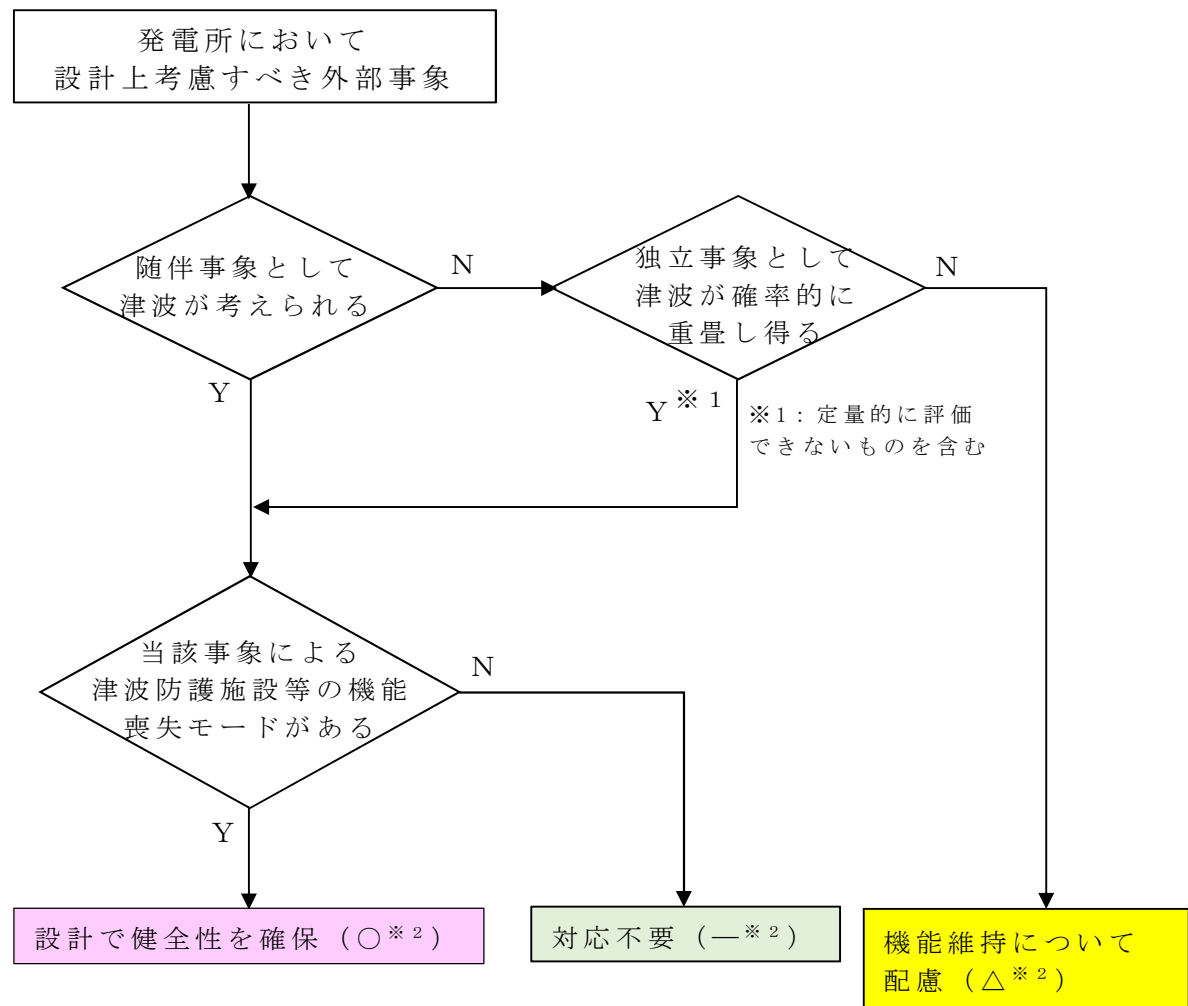 発電所において
設計上考慮すべき外部事象
随伴事象として
津波が考えられる
N
独立事象として
津波が確率的に
重畳し得る
N
Y
Y※1
※1:定量的に評価
できないものを含む
当該事象による
津波防護施設等の機能
喪失モードがある
N
Y
設計で健全性を確保（○※2）
対応不要（―※2）
機能維持について
配慮（△※2）